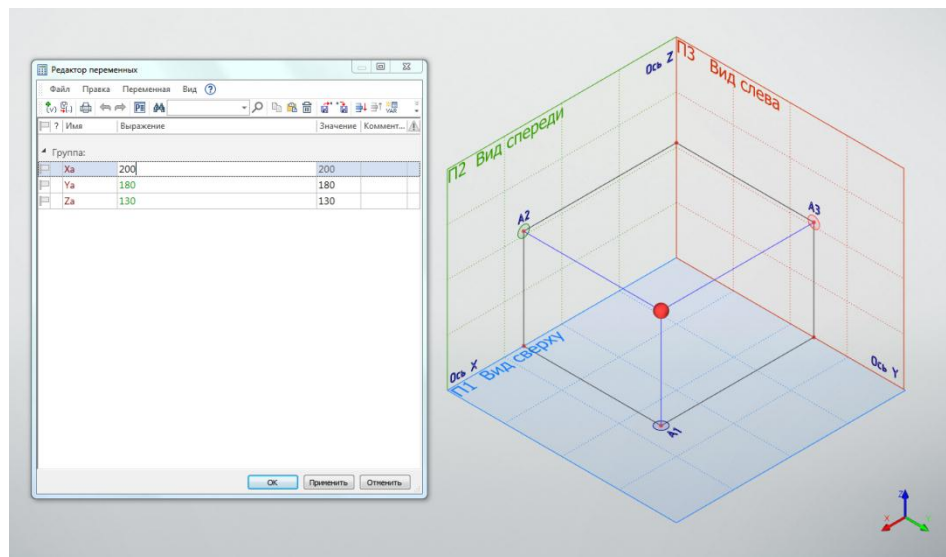 Редактор переменных
Файл Правка Переменная Вид ?
? Имя Выражение Значение Коммент...
Группа:
Xa 200 200
Ya 180 180
Za 130 130
OK Применить Отменить
П3 Вид слева
Ось Z
П2 Вид спереди
A2
A3
Ось X
П1 Вид сверху
Ось Y
A1
Z
X